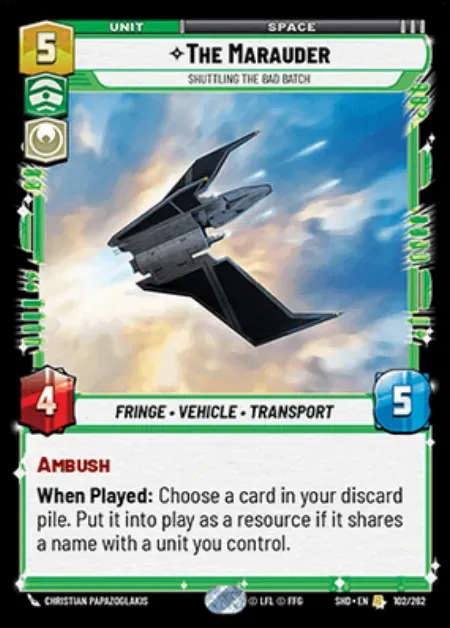 UNIT
SPACE
5
THE MARAUDER
SHUTTLING THE BAD BATCH
4
FRINGE • VEHICLE • TRANSPORT
5
AMBUSH
When Played: Choose a card in your discard
pile. Put it into play as a resource if it shares
a name with a unit you control.
CHRISTIAN PAPAZOGLAKIS
© LFL © FFG
SHD • EN
102/262